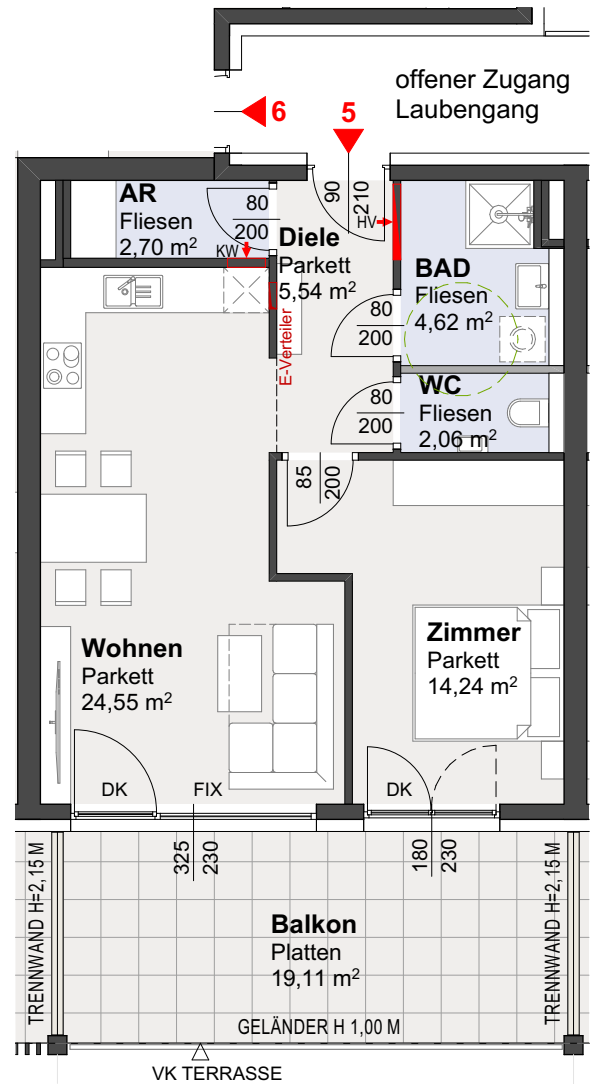 offener Zugang
Laubengang
6
5
AR
Fliesen
2,70 m²
80
200
KW
90
210
HV
Diele
Parkett
5,54 m²
BAD
Fliesen
4,62 m²
80
200
E-Verteiler
WC
Fliesen
2,06 m²
80
200
85
200
Wohnen
Parkett
24,55 m²
Zimmer
Parkett
14,24 m²
DK
FIX
DK
325
230
180
230
TRENNWAND H=2,15 M
TRENNWAND H=2,15 M
Balkon
Platten
19,11 m²
GELÄNDER H 1,00 M
VK TERRASSE